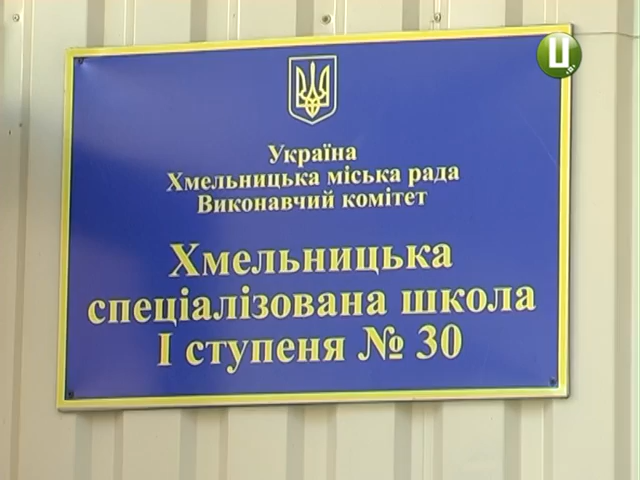 Ц
Україна
Хмельницька міська рада
Виконавчий комітет
Хмельницька
спеціалізована школа
І ступеня № 30